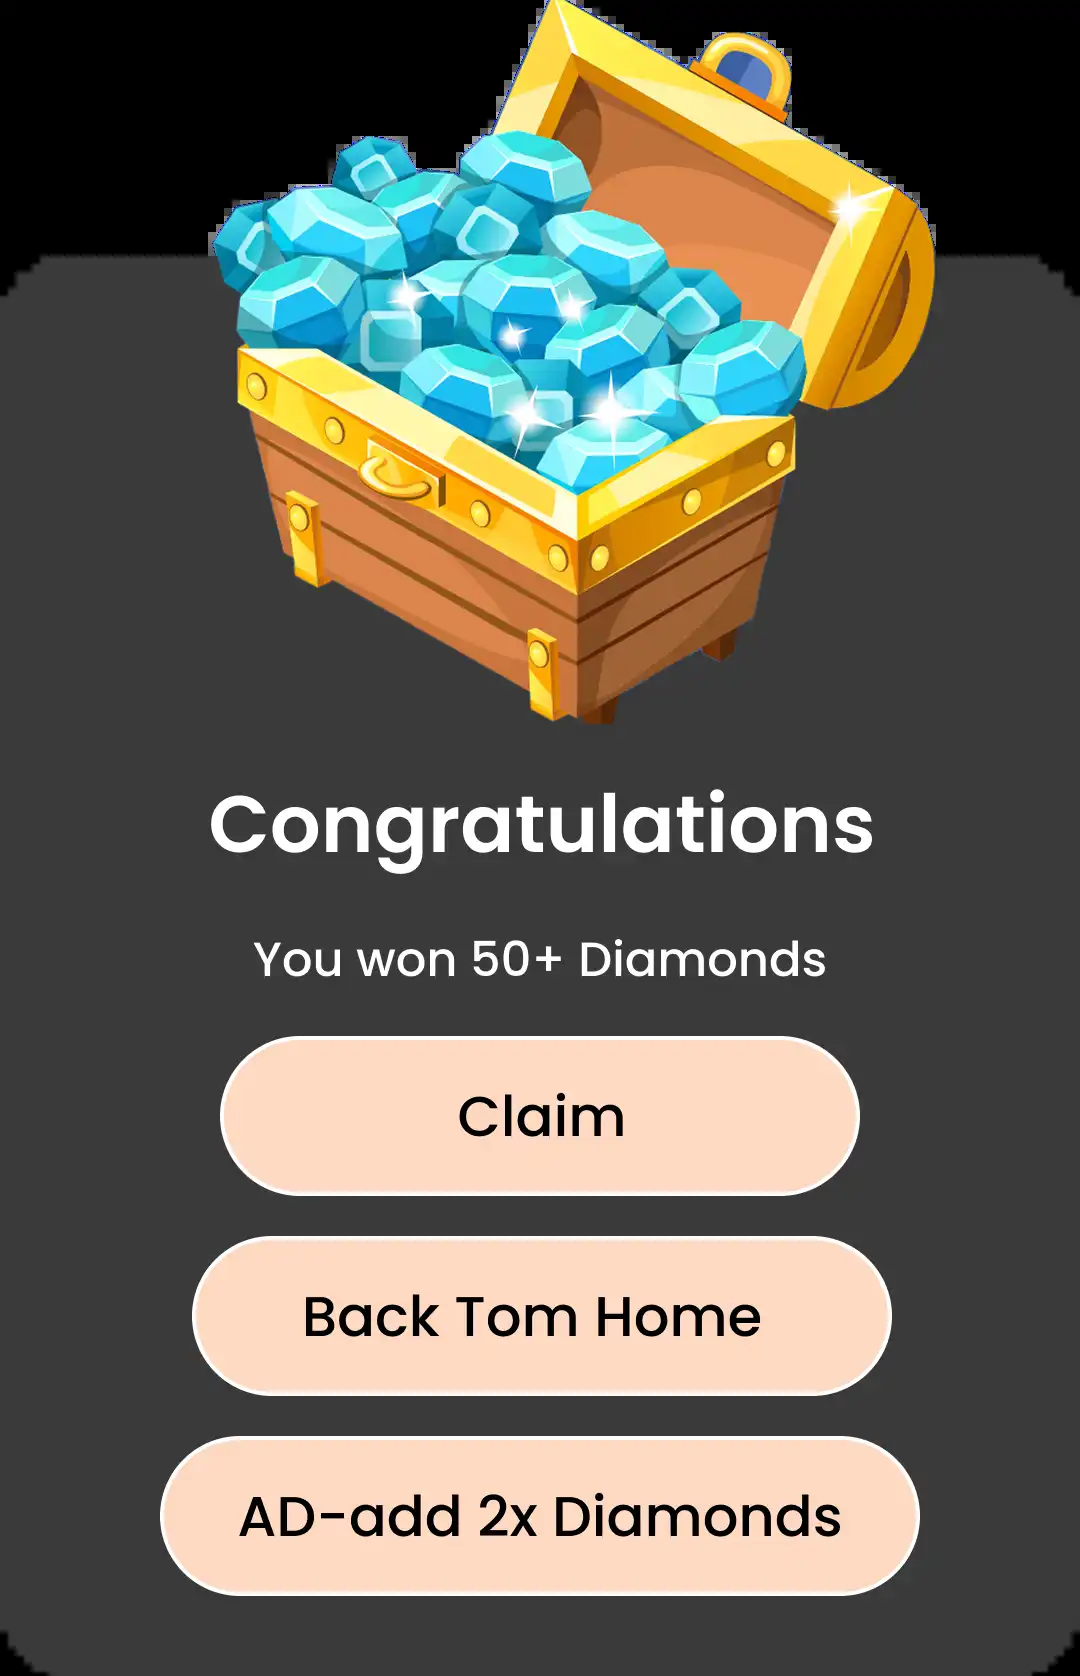 Congratulations
You won 50+ Diamonds
Claim
Back Tom Home
AD-add 2x Diamonds